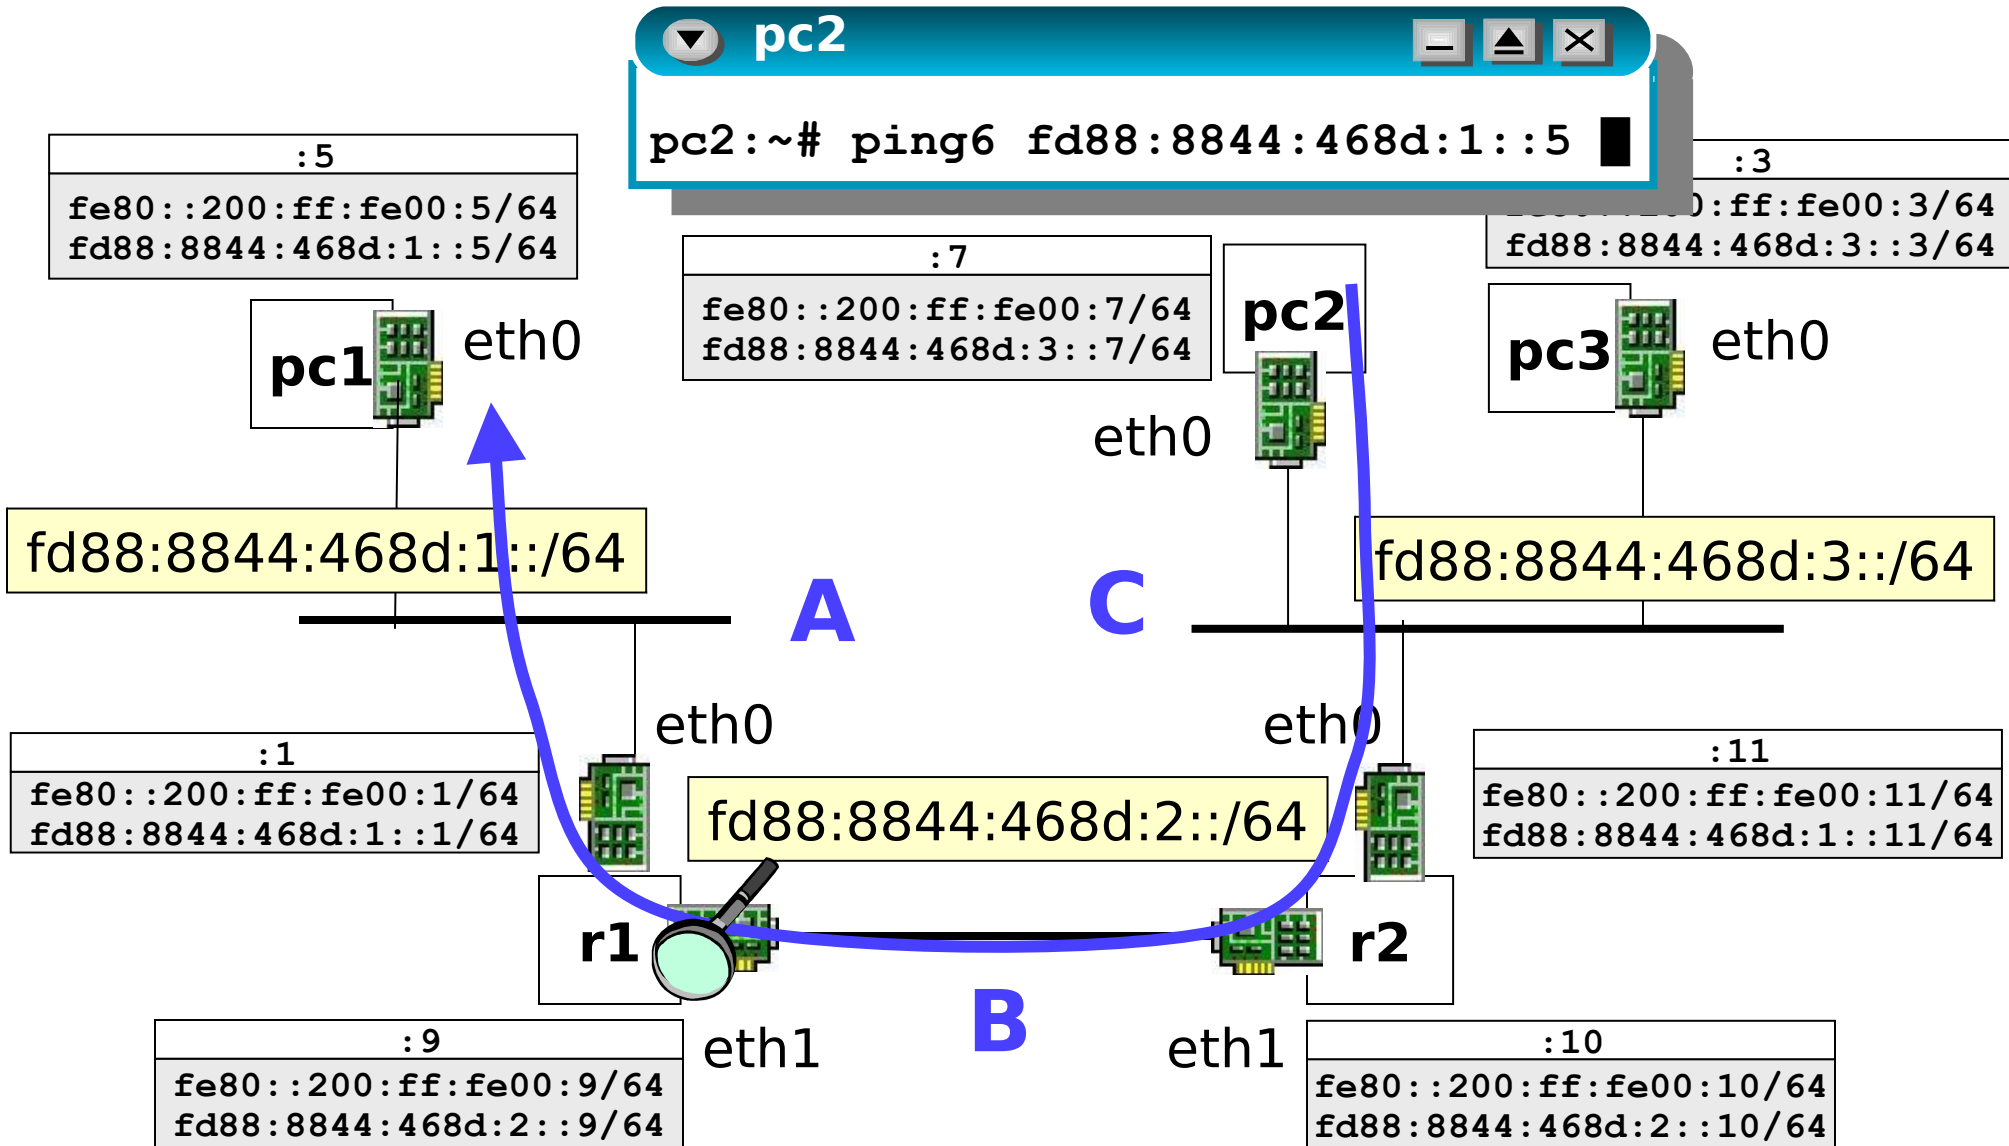 pc2
pc2:~# ping6 fd88:8844:468d:1::5
:5
fe80::200:ff:fe00:5/64
fd88:8844:468d:1::5/64
:3
:ff:fe00:3/64
fd88:8844:468d:3::3/64
:7
fe80::200:ff:fe00:7/64
fd88:8844:468d:3::7/64
pc1
eth0
pc2
eth0
pc3
eth0
fd88:8844:468d:1::/64
fd88:8844:468d:3::/64
A
C
eth0
eth0
:1
fe80::200:ff:fe00:1/64
fd88:8844:468d:1::1/64
fd88:8844:468d:2::/64
:11
fe80::200:ff:fe00:11/64
fd88:8844:468d:1::11/64
r1
r2
B
eth1
eth1
:9
fe80::200:ff:fe00:9/64
fd88:8844:468d:2::9/64
:10
fe80::200:ff:fe00:10/64
fd88:8844:468d:2::10/64